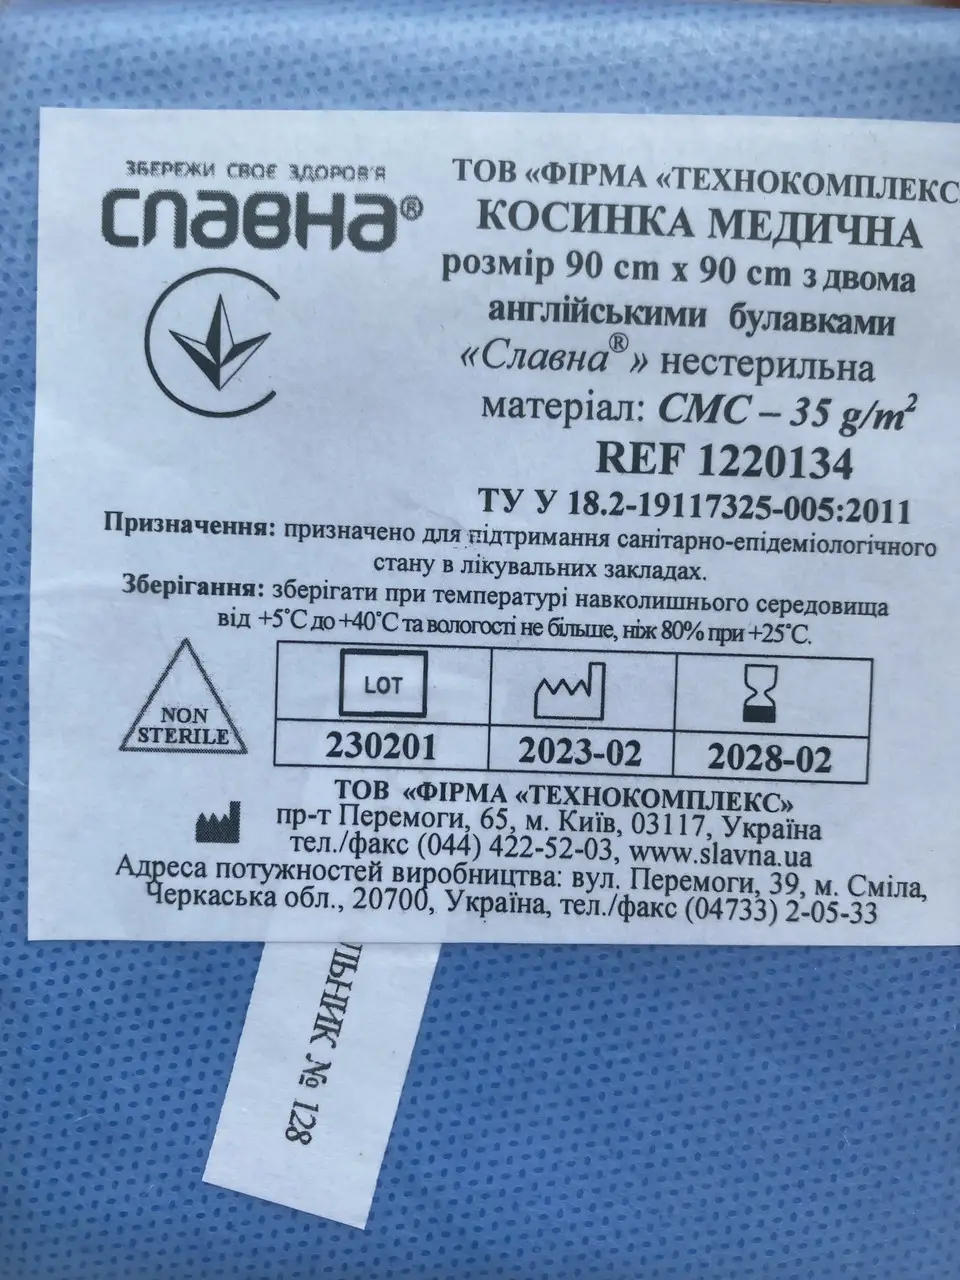 ЗБЕРЕЖИ СВОЄ ЗДОРОВ'Я
СЛАВНА®
ТОВ «ФІРМА «ТЕХНОКОМПЛЕКС
КОСИНКА МЕДИЧНА
розмір 90 cm x 90 cm з двома
англійськими булавками
«Славна®» нестерильна
матеріал: СМС – 35 g/m²
REF 1220134
ТУ У 18.2-19117325-005:2011
Призначення: призначено для підтримання санітарно-епідеміологічного
стану в лікувальних закладах.
Зберігання: зберігати при температурі навколишнього середовища
від +5°С до +40°С та вологості не більше, ніж 80% при +25°С.
NON
STERILE
LOT
230201 2023-02 2028-02
ТОВ «ФІРМА «ТЕХНОКОМПЛЕКС»
пр-т Перемоги, 65, м. Київ, 03117, Україна
тел./факс (044) 422-52-03, www.slavna.ua
Адреса потужностей виробництва: вул. Перемоги, 39, м. Сміла,
Черкаська обл., 20700, Україна, тел./факс (04733) 2-05-33
ЛЬНИК № 128